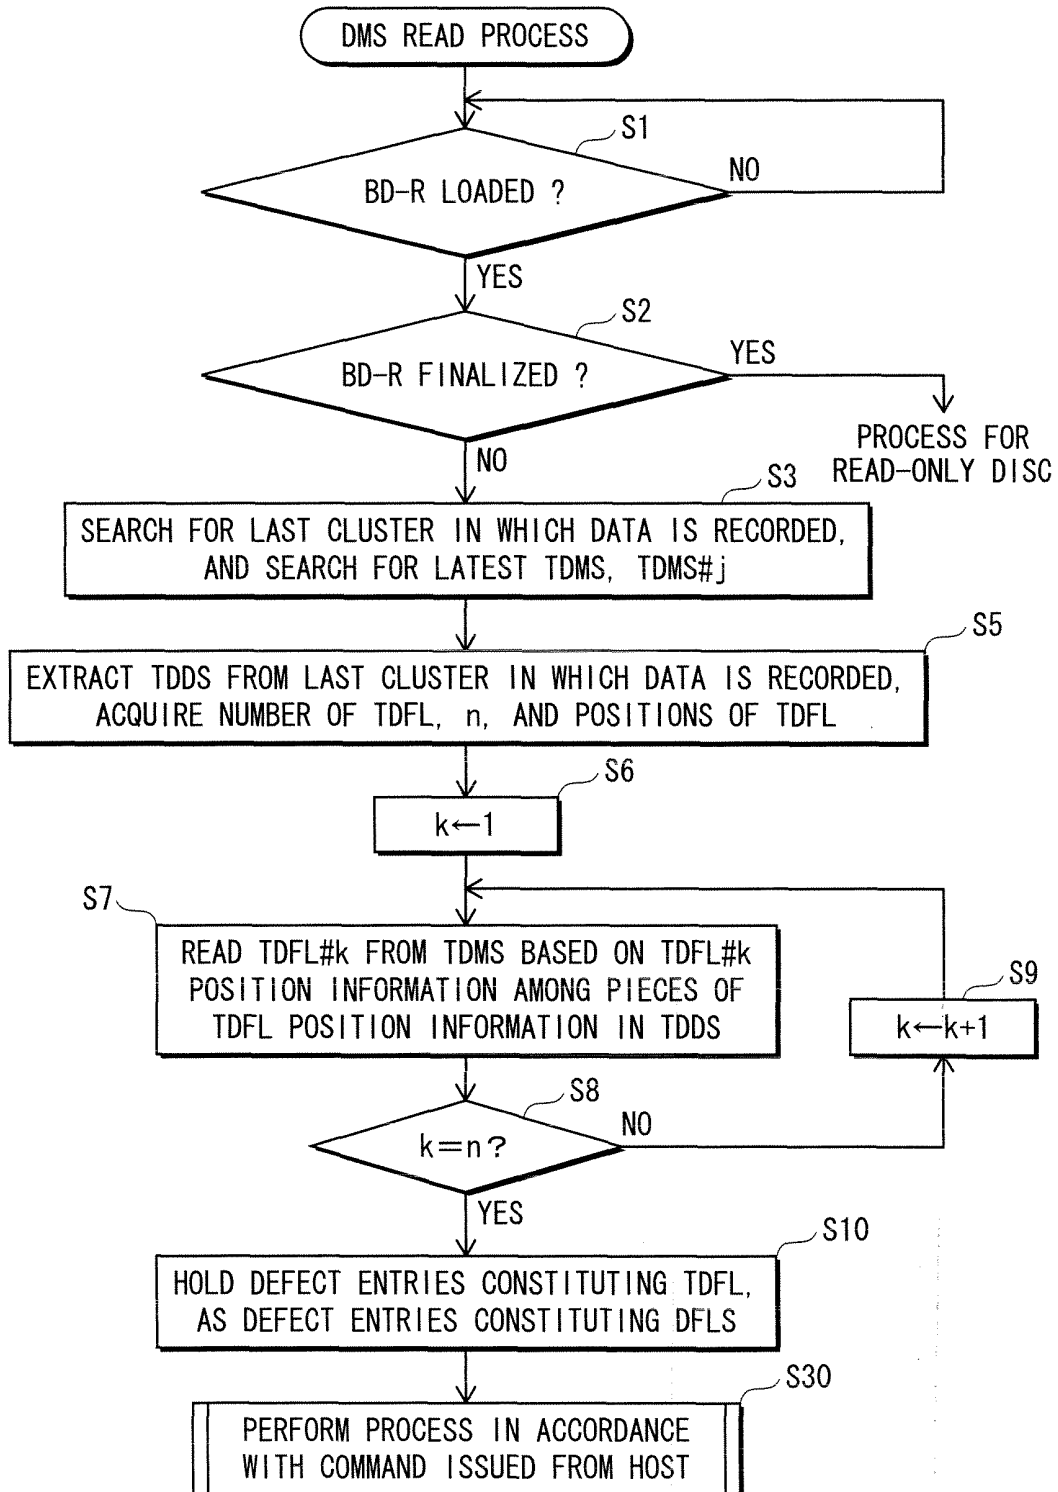 DMS READ PROCESS
S1
BD-R LOADED ?
NO
YES
S2
BD-R FINALIZED ?
YES
PROCESS FOR
READ-ONLY DISC
NO
S3
SEARCH FOR LAST CLUSTER IN WHICH DATA IS RECORDED,
AND SEARCH FOR LATEST TDMS, TDMS#j
S5
EXTRACT TDDS FROM LAST CLUSTER IN WHICH DATA IS RECORDED,
ACQUIRE NUMBER OF TDFL, n, AND POSITIONS OF TDFL
S6
k←1
S7
READ TDFL#k FROM TDMS BASED ON TDFL#k
POSITION INFORMATION AMONG PIECES OF
TDFL POSITION INFORMATION IN TDDS
S9
k←k+1
S8
k=n?
NO
YES
S10
HOLD DEFECT ENTRIES CONSTITUTING TDFL,
AS DEFECT ENTRIES CONSTITUTING DFLS
S30
PERFORM PROCESS IN ACCORDANCE
WITH COMMAND ISSUED FROM HOST